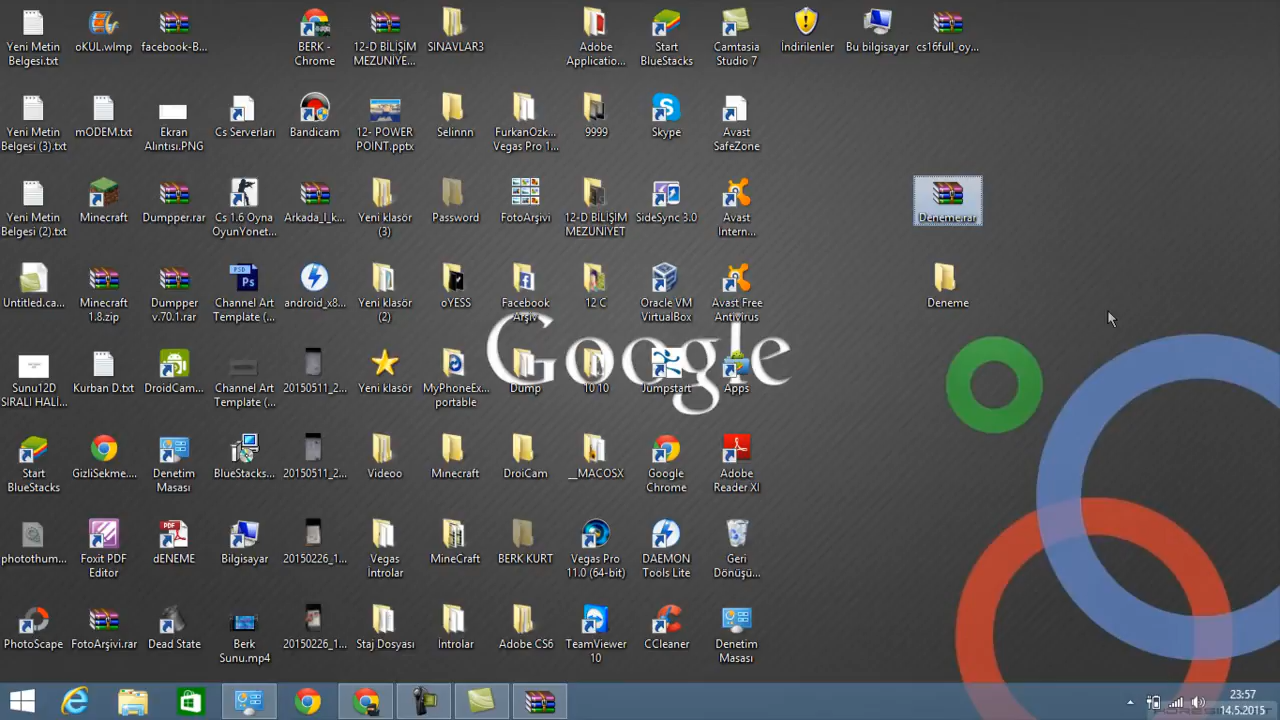 Yeni Metin
Belgesi.txt
oKUL.wlmp
facebook-B...
BERK -
Chrome
12-D BİLİŞİM
MEZUNİYE...
SINAVLAR3
Adobe
Applicatio...
Start
BlueStacks
Camtasia
Studio 7
İndirilenler
Bu bilgisayar
cs16full_oy...
Yeni Metin
Belgesi (3).txt
mODEM.txt
Ekran
Alıntısı.PNG
Cs Serverları
Bandicam
12- POWER
POINT.pptx
Selinnn
FurkanOzk...
Vegas Pro 1...
9999
Skype
Avast
SafeZone
Yeni Metin
Belgesi (2).txt
Minecraft
Dumpper.rar
Cs 1.6 Oyna
OyunYonet...
Arkada_l_k...
Yeni klasör
(3)
Password
FotoArşivi
12-D BİLİŞİM
MEZUNİYET
SideSync 3.0
Avast
Intern...
Deneme.rar
Untitled.ca...
Minecraft
1.8.zip
Dumpper
v.70.1.rar
Channel Art
Template (...
android_x8...
Yeni klasör
(2)
oYESS
Facebook
Arşiv
12 C
Oracle VM
VirtualBox
Avast Free
Antivirus
Deneme
Google
Sunu12D
SIRALI HALI...
Kurban D.txt
DroidCam...
Channel Art
Template (...
20150511_2...
Yeni klasör
MyPhoneEx...
portable
Dump
10 10
Jumpstart
Apps
Start
BlueStacks
GizliSekme....
Denetim
Masası
BlueStacks...
20150511_2...
Videoo
Minecraft
DroiCam
__MACOSX
Google
Chrome
Adobe
Reader XI
photothum...
Foxit PDF
Editor
dENEME
Bilgisayar
20150226_1...
Vegas
İntrolar
MineCraft
BERK KURT
Vegas Pro
11.0 (64-bit)
DAEMON
Tools Lite
Geri
Dönüşü...
PhotoScape
FotoArşivi.rar
Dead State
Berk
Sunu.mp4
20150226_1...
Staj Dosyası
Introlar
Adobe CS6
TeamViewer
10
CCleaner
Denetim
Masası
23:57
14.5.2015